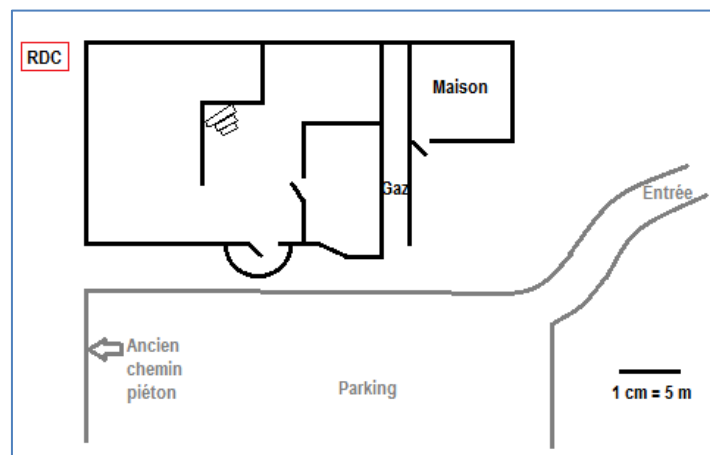 RDC
Maison
Gaz
Entrée
Ancien
chemin
piéton
Parking
1 cm = 5 m